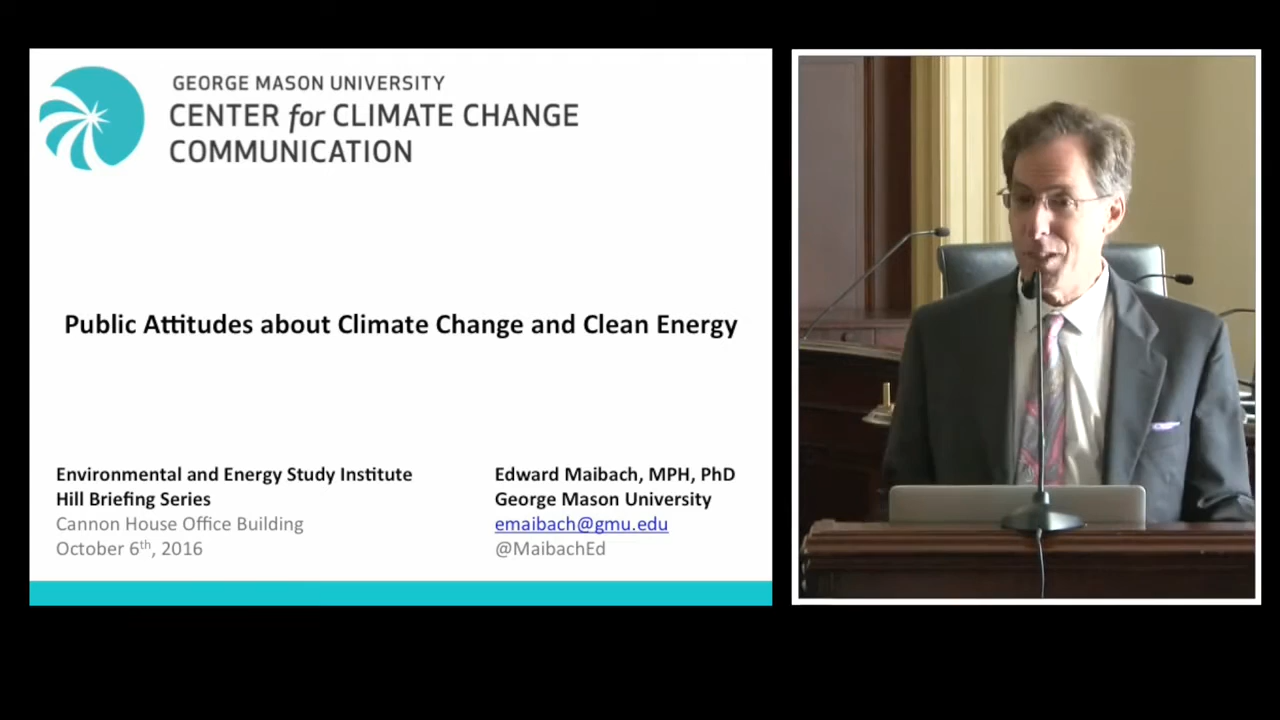 GEORGE MASON UNIVERSITY
CENTER for CLIMATE CHANGE
COMMUNICATION
Public Attitudes about Climate Change and Clean Energy
Environmental and Energy Study Institute
Hill Briefing Series
Cannon House Office Building
October 6th, 2016
Edward Maibach, MPH, PhD
George Mason University
emaibach@gmu.edu
@MaibachEd